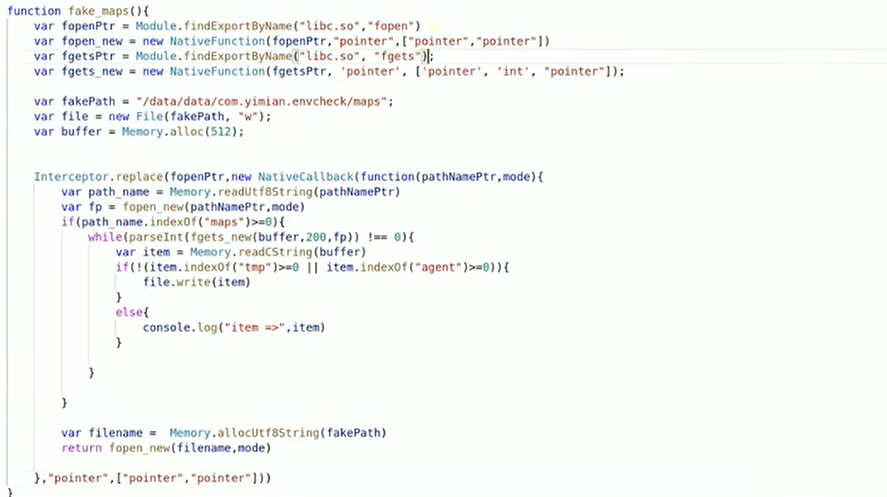 function fake_maps(){
var fopenPtr = Module.findExportByName("libc.so","fopen")
var fopen_new = new NativeFunction(fopenPtr,"pointer",["pointer","pointer"])
var fgetsPtr = Module.findExportByName("libc.so", "fgets");
var fgets_new = new NativeFunction(fgetsPtr, 'pointer', ['pointer', 'int', "pointer"]);
var fakePath = "/data/data/com.yimian.envcheck/maps";
var file = new File(fakePath, "w");
var buffer = Memory.alloc(512);
Interceptor.replace(fopenPtr,new NativeCallback(function(pathNamePtr,mode){
var path_name = Memory.readUtf8String(pathNamePtr)
var fp = fopen_new(pathNamePtr,mode)
if(path_name.indexOf("maps")>=0){
while(parseInt(fgets_new(buffer,200,fp)) !== 0){
var item = Memory.readCString(buffer)
if(!(item.indexOf("tmp")>=0 || item.indexOf("agent")>=0)){
file.write(item)
}
else{
console.log("item =>",item)
}
}
}
var filename =  Memory.allocUtf8String(fakePath)
return fopen_new(filename,mode)
},"pointer",["pointer","pointer"]))
}